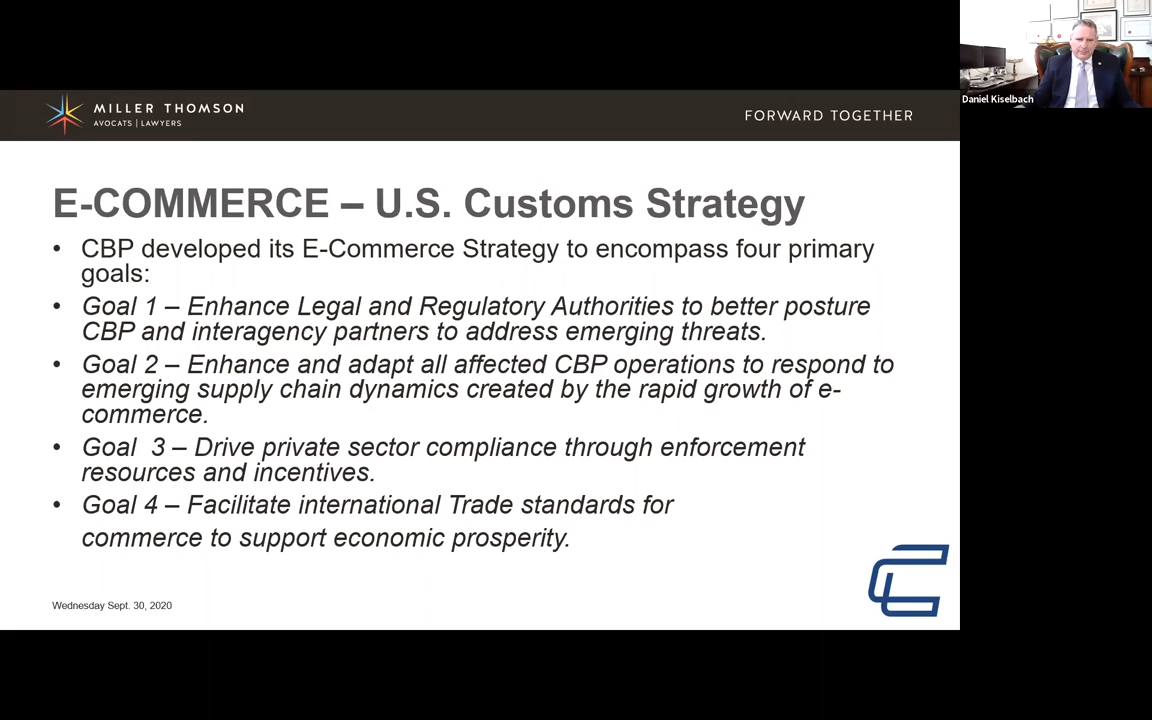 MILLER THOMSON
AVOCATS | LAWYERS
FORWARD TOGETHER
Daniel Kiselbach
E-COMMERCE – U.S. Customs Strategy
• CBP developed its E-Commerce Strategy to encompass four primary
goals:
• Goal 1 – Enhance Legal and Regulatory Authorities to better posture
CBP and interagency partners to address emerging threats.
• Goal 2 – Enhance and adapt all affected CBP operations to respond to
emerging supply chain dynamics created by the rapid growth of e-
commerce.
• Goal  3 – Drive private sector compliance through enforcement
resources and incentives.
• Goal 4 – Facilitate international Trade standards for
commerce to support economic prosperity.
Wednesday Sept. 30, 2020